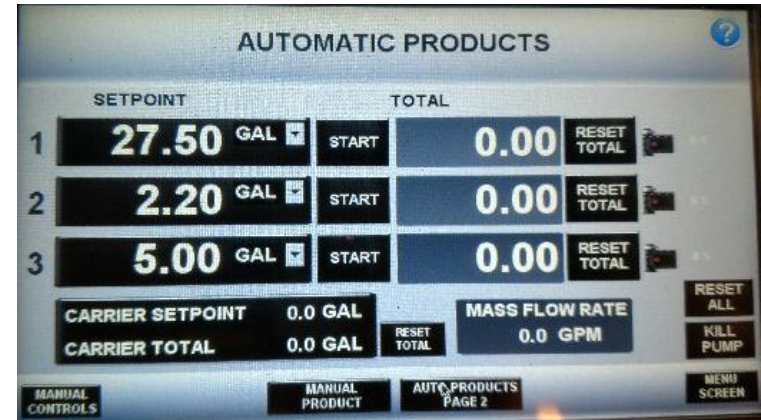 AUTOMATIC PRODUCTS ?
SETPOINT TOTAL
1 27.50 GAL START 0.00 RESET TOTAL
2 2.20 GAL START 0.00 RESET TOTAL
3 5.00 GAL START 0.00 RESET TOTAL
RESET ALL
CARRIER SETPOINT 0.0 GAL
CARRIER TOTAL 0.0 GAL
RESET TOTAL
MASS FLOW RATE
0.0 GPM
KILL PUMP
MANUAL CONTROLS
MANUAL PRODUCT
AUTO PRODUCTS PAGE 2
MENU SCREEN